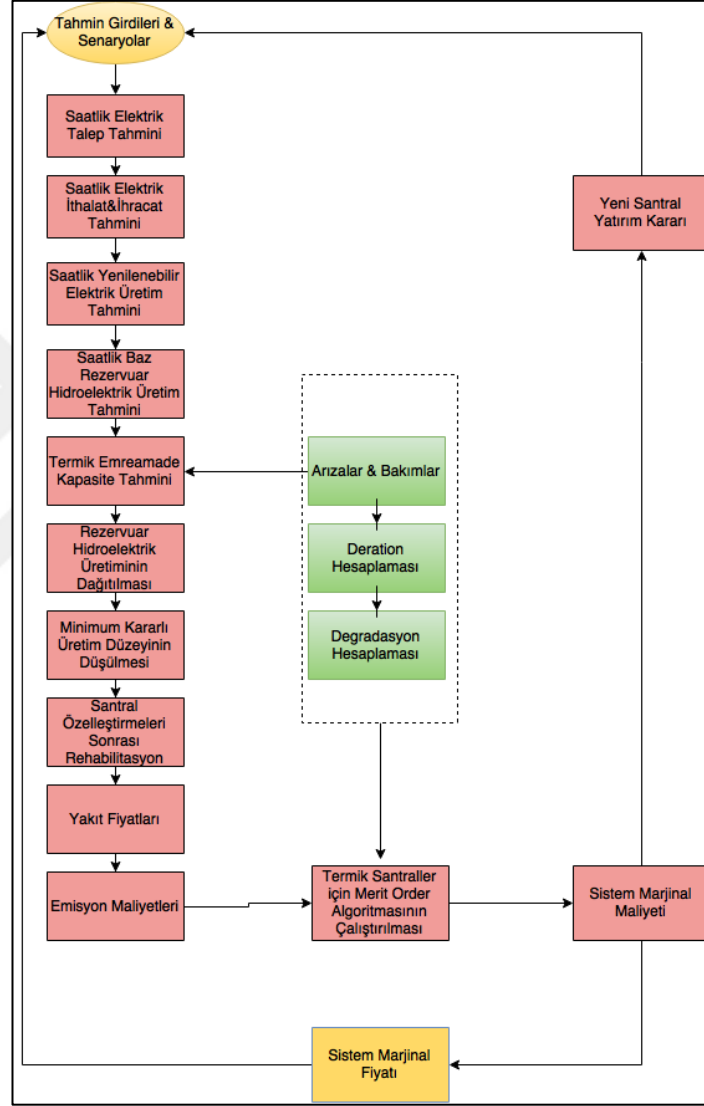 Tahmin Girdileri &
Senaryolar
Saatlik Elektrik
Talep Tahmini
Saatlik Elektrik
İthalat&İhracat
Tahmini
Yeni Santral
Yatırım Kararı
Saatlik Yenilenebilir
Elektrik Üretim
Tahmini
Saatlik Baz
Rezervuar
Hidroelektrik Üretim
Tahmini
Termik Emreamade
Kapasite Tahmini
Arızalar & Bakımlar
Rezervuar
Hidroelektrik
Üretiminin
Dağıtılması
Deration
Hesaplaması
Minimum Kararlı
Üretim Düzeyinin
Düşülmesi
Degradasyon
Hesaplaması
Santral
Özelleştirmeleri
Sonrası
Rehabilitasyon
Yakıt Fiyatları
Emisyon Maliyetleri
Termik Santraller
için Merit Order
Algoritmasının
Çalıştırılması
Sistem Marjinal
Maliyeti
Sistem Marjinal
Fiyatı